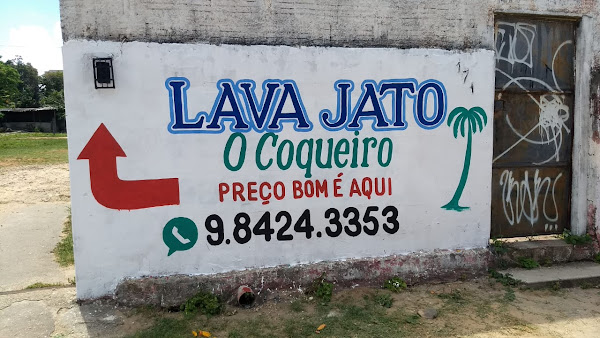 LAVA JATO
O Coqueiro
PREÇO BOM É AQUI
9.8424.3353